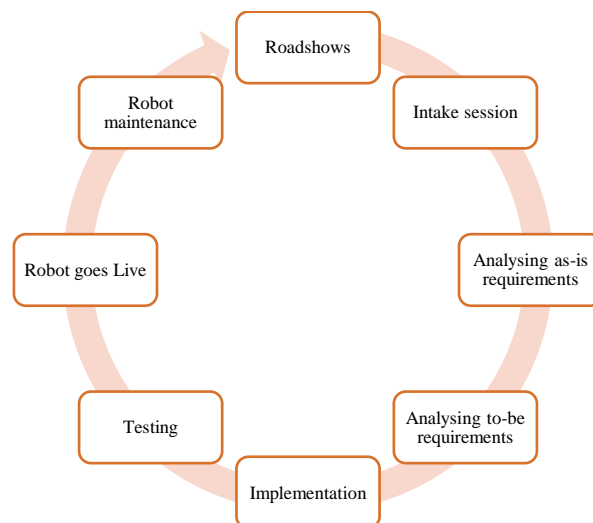 Roadshows
Intake session
Analysing as-is
requirements
Analysing to-be
requirements
Implementation
Testing
Robot goes Live
Robot
maintenance